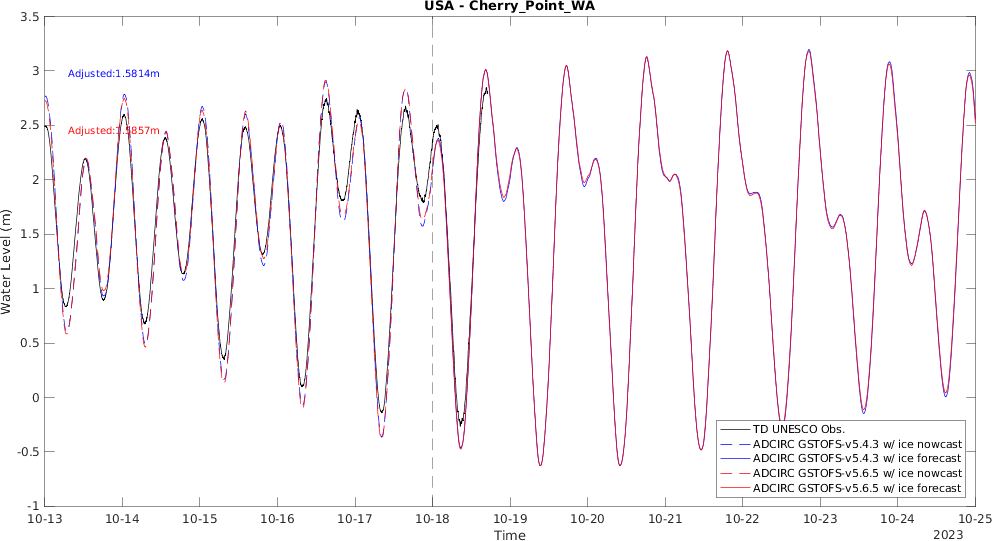 USA - Cherry_Point_WA
3.5
3
2.5
2
1.5
1
0.5
0
-0.5
-1
Water Level (m)
Adjusted:1.5814m
Adjusted:1.5857m
TD UNESCO Obs.
ADCIRC GSTOFS-v5.4.3 w/ ice nowcast
ADCIRC GSTOFS-v5.4.3 w/ ice forecast
ADCIRC GSTOFS-v5.6.5 w/ ice nowcast
ADCIRC GSTOFS-v5.6.5 w/ ice forecast
10-13 10-14 10-15 10-16 10-17 10-18 10-19 10-20 10-21 10-22 10-23 10-24 10-25
Time
2023